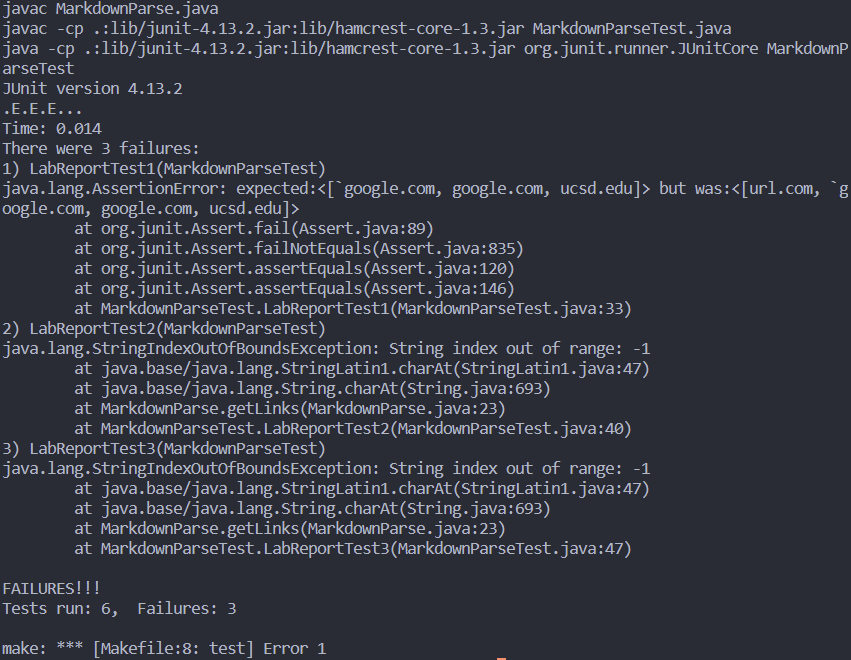 javac MarkdownParse.java
javac -cp .:lib/junit-4.13.2.jar:lib/hamcrest-core-1.3.jar MarkdownParseTest.java
java -cp .:lib/junit-4.13.2.jar:lib/hamcrest-core-1.3.jar org.junit.runner.JUnitCore MarkdownP
arseTest
JUnit version 4.13.2
.E.E.E...
Time: 0.014
There were 3 failures:
1) LabReportTest1(MarkdownParseTest)
java.lang.AssertionError: expected:<[`google.com, google.com, ucsd.edu]> but was:<[url.com, `g
oogle.com, google.com, ucsd.edu]>
        at org.junit.Assert.fail(Assert.java:89)
        at org.junit.Assert.failNotEquals(Assert.java:835)
        at org.junit.Assert.assertEquals(Assert.java:120)
        at org.junit.Assert.assertEquals(Assert.java:146)
        at MarkdownParseTest.LabReportTest1(MarkdownParseTest.java:33)
2) LabReportTest2(MarkdownParseTest)
java.lang.StringIndexOutOfBoundsException: String index out of range: -1
        at java.base/java.lang.StringLatin1.charAt(StringLatin1.java:47)
        at java.base/java.lang.String.charAt(String.java:693)
        at MarkdownParse.getLinks(MarkdownParse.java:23)
        at MarkdownParseTest.LabReportTest2(MarkdownParseTest.java:40)
3) LabReportTest3(MarkdownParseTest)
java.lang.StringIndexOutOfBoundsException: String index out of range: -1
        at java.base/java.lang.StringLatin1.charAt(StringLatin1.java:47)
        at java.base/java.lang.String.charAt(String.java:693)
        at MarkdownParse.getLinks(MarkdownParse.java:23)
        at MarkdownParseTest.LabReportTest3(MarkdownParseTest.java:47)

FAILURES!!!
Tests run: 6,  Failures: 3

make: *** [Makefile:8: test] Error 1